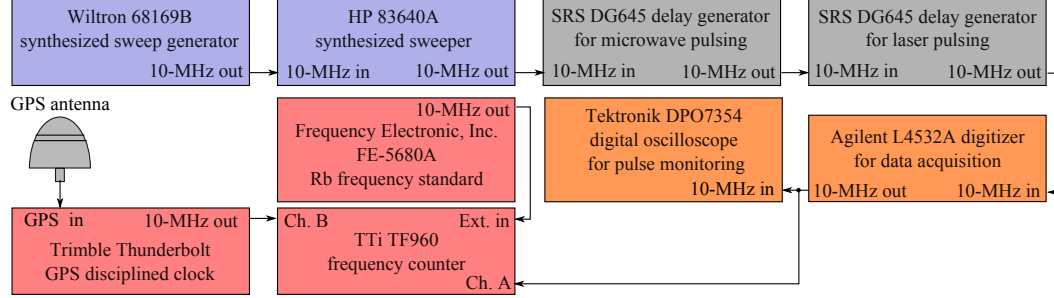 Wiltron 68169B
synthesized sweep generator
10-MHz out
HP 83640A
synthesized sweeper
10-MHz in
10-MHz out
SRS DG645 delay generator
for microwave pulsing
10-MHz in
10-MHz out
SRS DG645 delay generator
for laser pulsing
10-MHz in
10-MHz out
GPS antenna
10-MHz out
Frequency Electronic, Inc.
FE-5680A
Rb frequency standard
Tektronik DPO7354
digital oscilloscope
for pulse monitoring
10-MHz in
Agilent L4532A digitizer
for data acquisition
10-MHz out
10-MHz in
GPS in
10-MHz out
Trimble Thunderbolt
GPS disciplined clock
Ch. B
Ext. in
TTi TF960
frequency counter
Ch. A